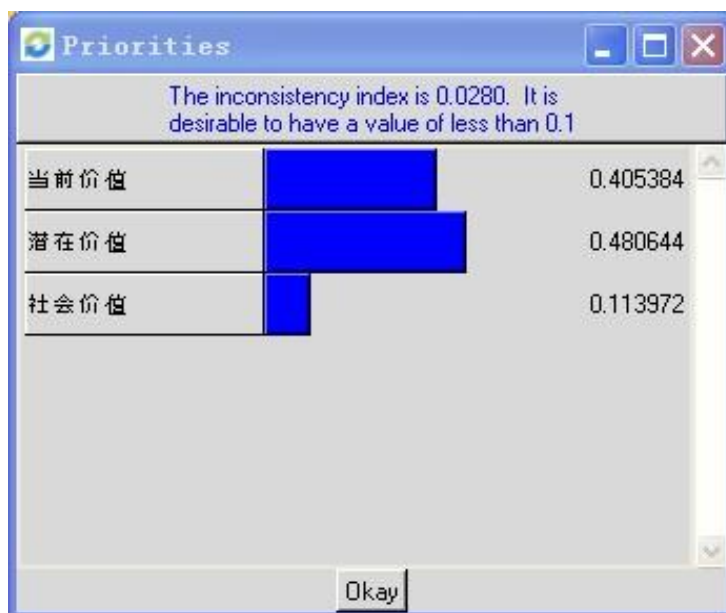 Priorities
The inconsistency index is 0.0280. It is
desirable to have a value of less than 0.1
当前价值 0.405384
潜在价值 0.480644
社会价值 0.113972
Okay